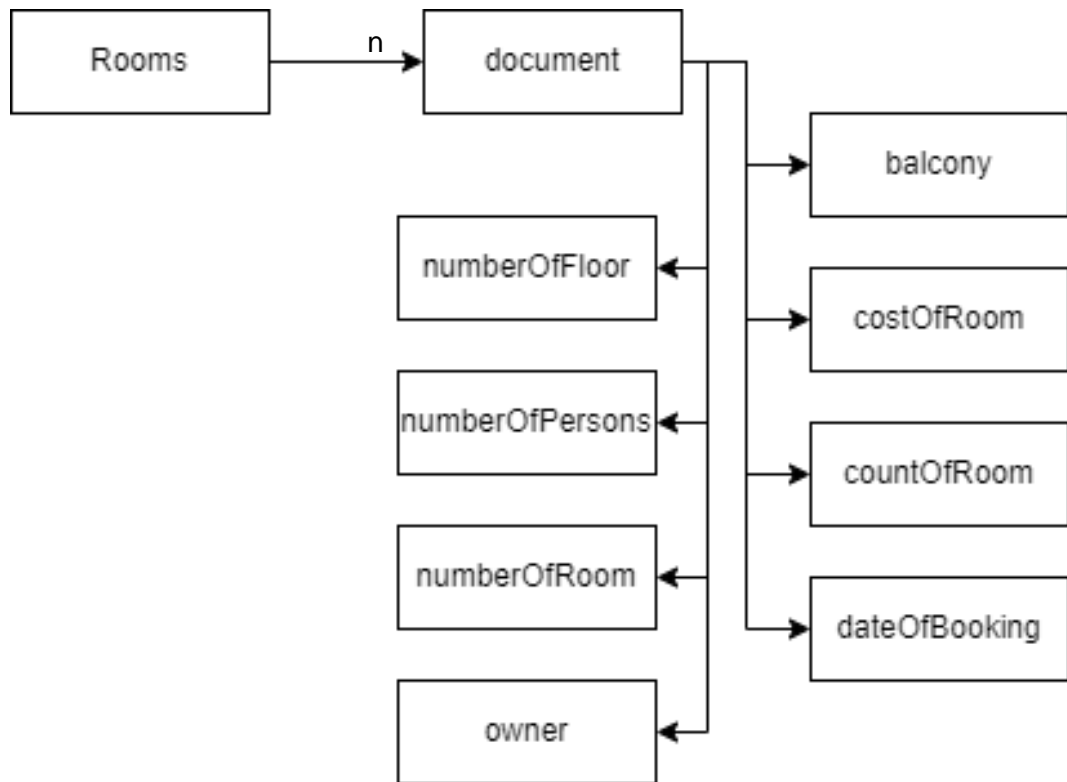 Rooms
n
document
balcony
numberOfFloor
costOfRoom
numberOfPersons
countOfRoom
numberOfRoom
dateOfBooking
owner